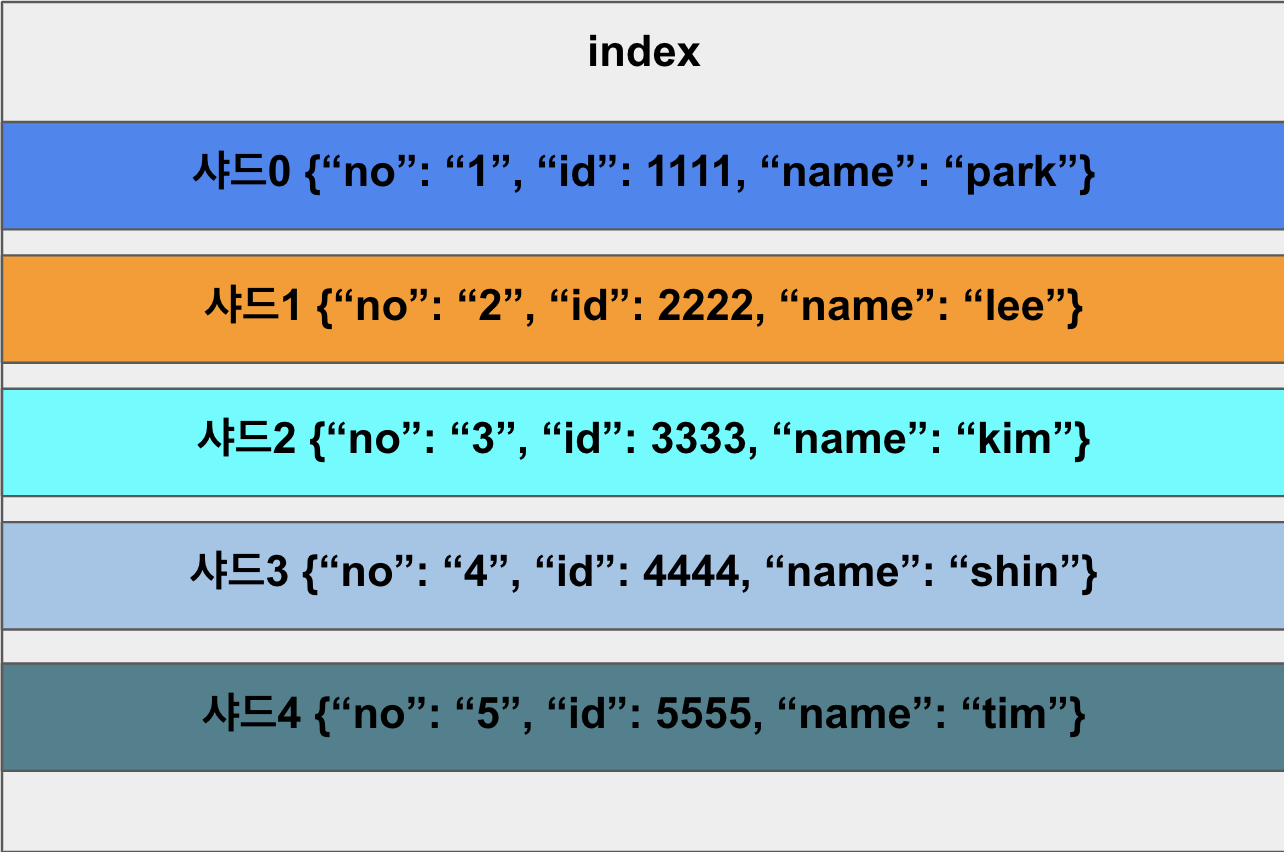 index
샤드0 {“no”: “1”, “id”: 1111, “name”: “park”}
샤드1 {“no”: “2”, “id”: 2222, “name”: “lee”}
샤드2 {“no”: “3”, “id”: 3333, “name”: “kim”}
샤드3 {“no”: “4”, “id”: 4444, “name”: “shin”}
샤드4 {“no”: “5”, “id”: 5555, “name”: “tim”}